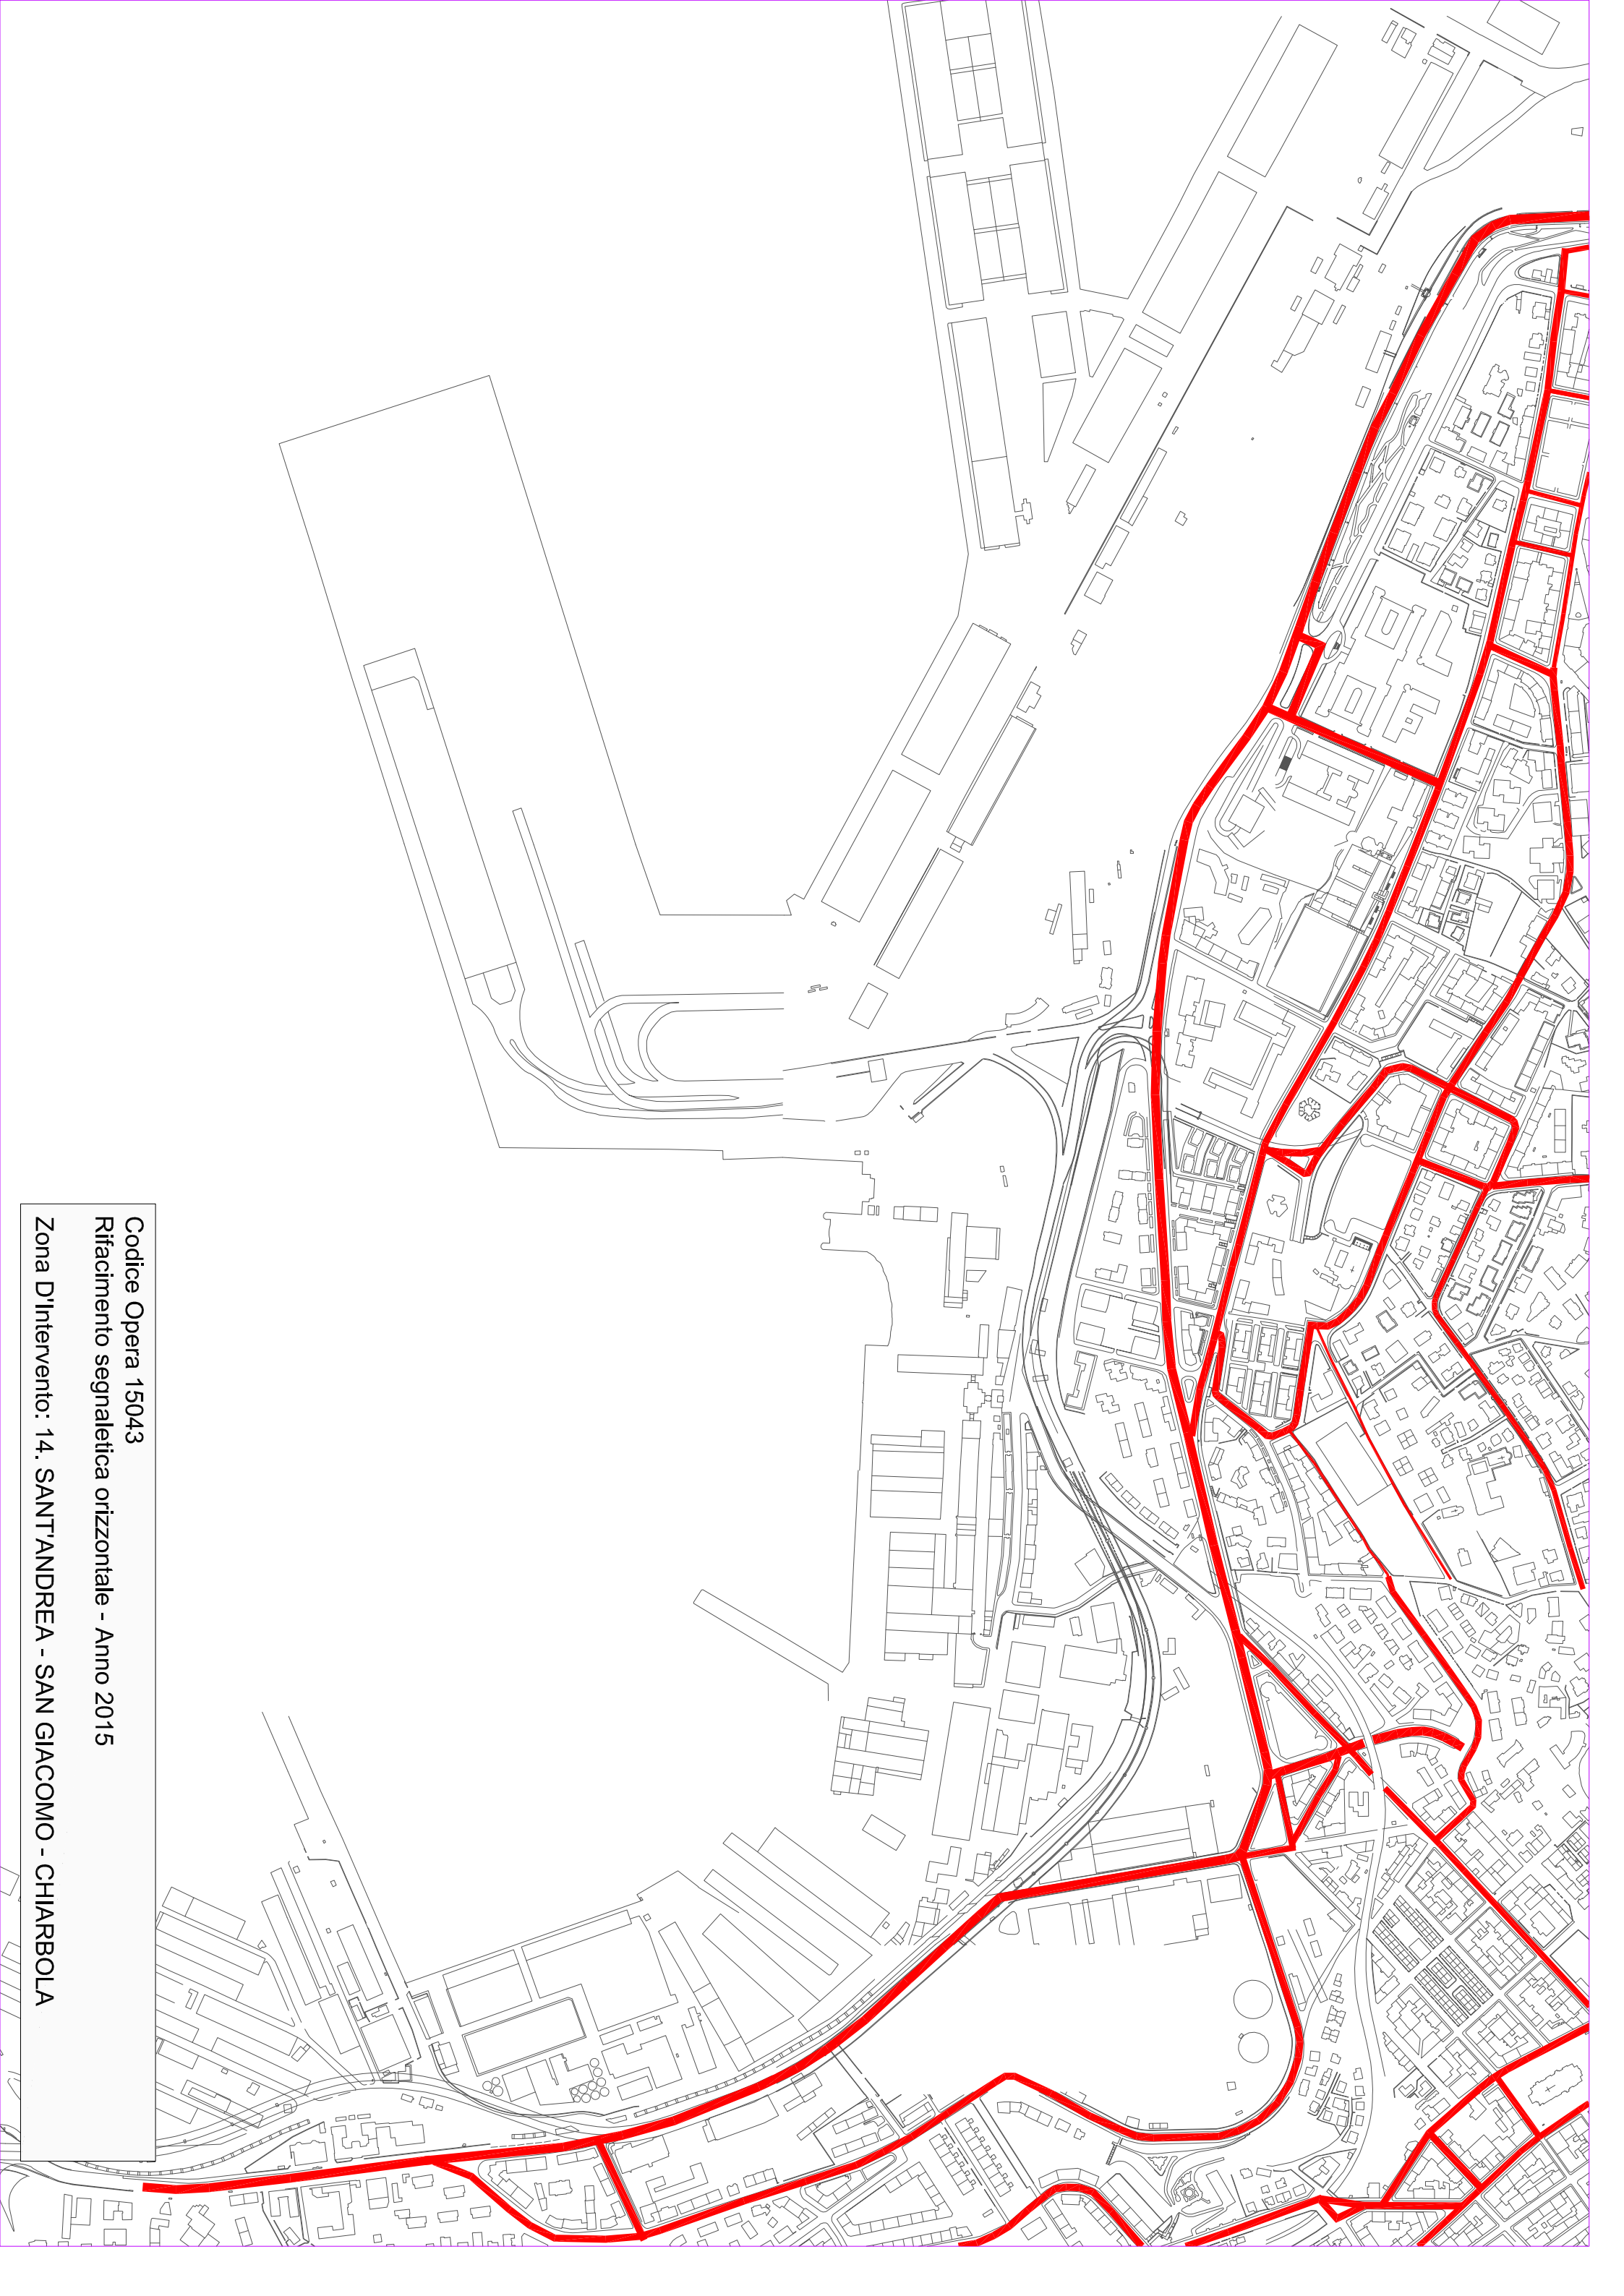 Codice Opera 15043
Rifacimento segnaletica orizzontale - Anno 2015
Zona D'Intervento: 14. SANT'ANDREA - SAN GIACOMO - CHIARBOLA